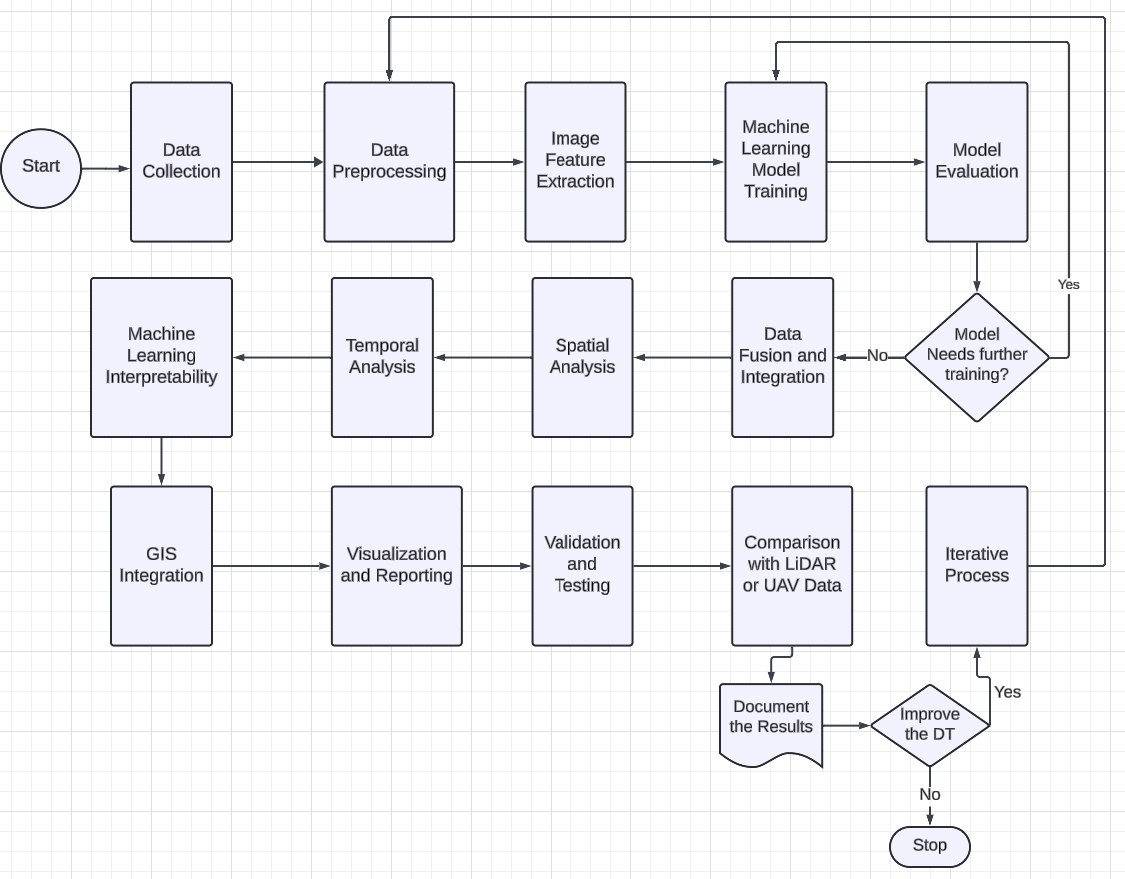 Start
Data
Collection
Data
Preprocessing
Image
Feature
Extraction
Machine
Learning
Model
Training
Model
Evaluation
Yes
Model
Needs further
training?
No
Data
Fusion and
Integration
Spatial
Analysis
Temporal
Analysis
Machine
Learning
Interpretability
GIS
Integration
Visualization
and Reporting
Validation
and
Testing
Comparison
with LiDAR
or UAV Data
Iterative
Process
Document
the Results
Improve
the DT
Yes
No
Stop